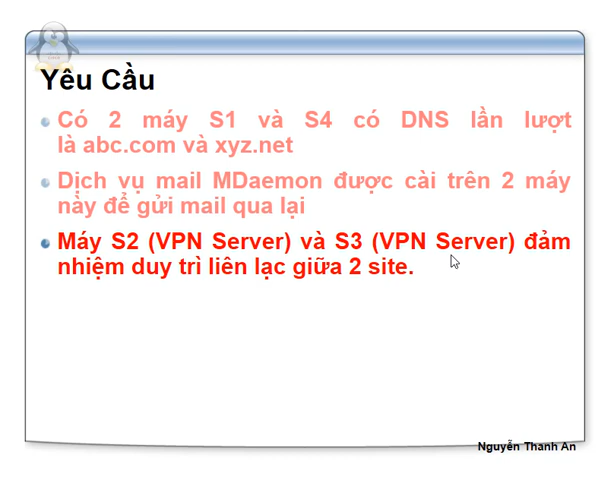 Yêu Cầu
Có 2 máy S1 và S4 có DNS lần lượt
là abc.com và xyz.net
Dịch vụ mail MDaemon được cài trên 2 máy
này để gửi mail qua lại
Máy S2 (VPN Server) và S3 (VPN Server) đảm
nhiệm duy trì liên lạc giữa 2 site.
Nguyễn Thanh An